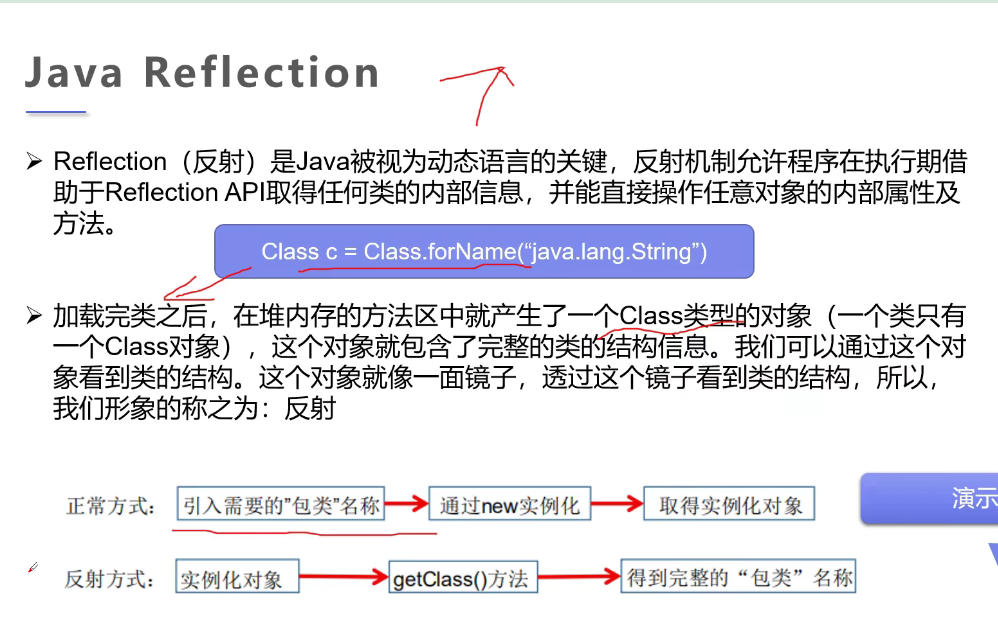 Java Reflection
Reflection（反射）是Java被视为动态语言的关键，反射机制允许程序在执行期借
助于Reflection API取得任何类的内部信息，并能直接操作任意对象的内部属性及
方法。
Class c = Class.forName(“java.lang.String”)
加载完类之后，在堆内存的方法区中就产生了一个Class类型的对象（一个类只有
一个Class对象），这个对象就包含了完整的类的结构信息。我们可以通过这个对
象看到类的结构。这个对象就像一面镜子，透过这个镜子看到类的结构，所以，
我们形象的称之为：反射
正常方式： 引入需要的”包类”名称 通过new实例化 取得实例化对象
演示
反射方式： 实例化对象 getClass()方法 得到完整的“包类”名称